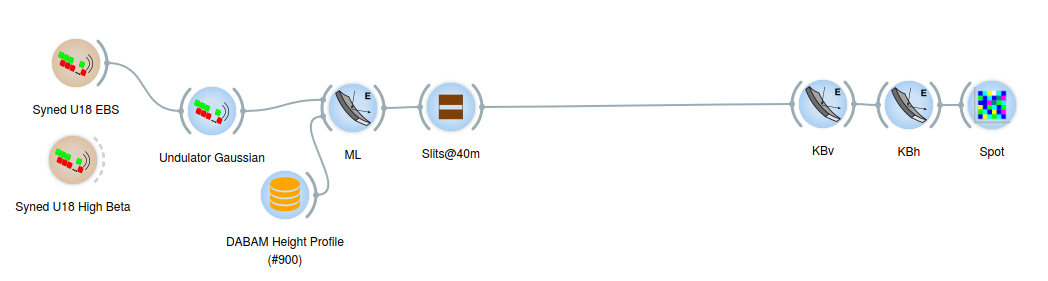 Syned U18 EBS
Undulator Gaussian
E
ML
Slits@40m
E
KBv
E
KBh
Spot
Syned U18 High Beta
DABAM Height Profile
(#900)